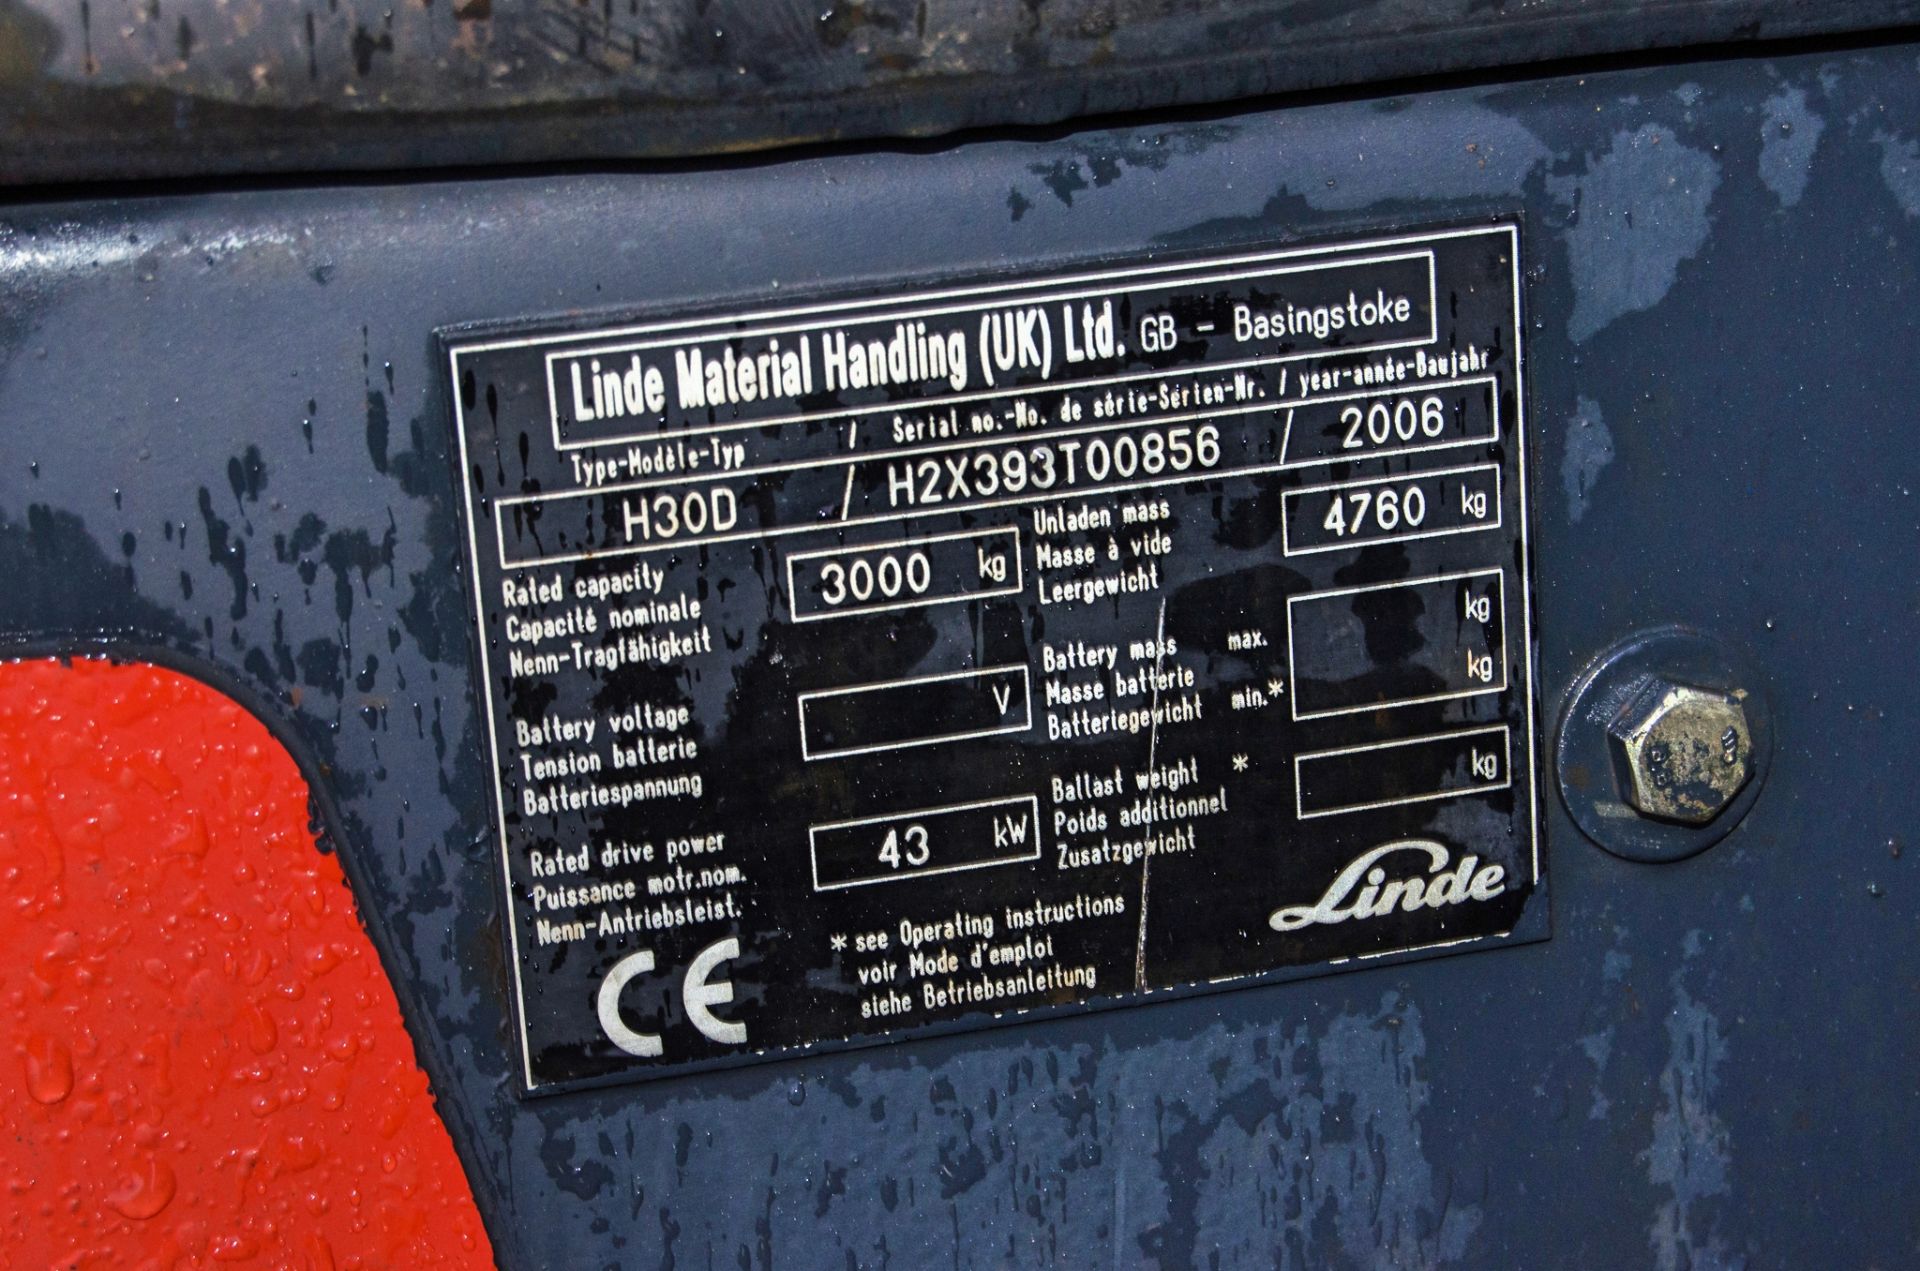 Linde Material Handling (UK) Ltd. GB - Basingstoke
Type-Modèle-Typ / Serial no.-No. de série-Serien-Nr. / year-année-Baujahr
H30D / H2X393T00856 / 2006
Rated capacity
Capacité nominale
Nenn-Tragfähigkeit
3000 kg
Unladen mass
Masse à vide
Leergewicht
4760 kg
Battery voltage
Tension batterie
Batteriespannung
V
Battery mass max.
Masse batterie
Batteriegewicht min.*
kg
kg
Rated drive power
Puissance motr.nom.
Nenn-Antriebsleist.
43 kW
Ballast weight *
Poids additionnel
Zusatzgewicht
kg
CE
* see Operating instructions
voir Mode d'emploi
siehe Betriebsanleitung
Linde